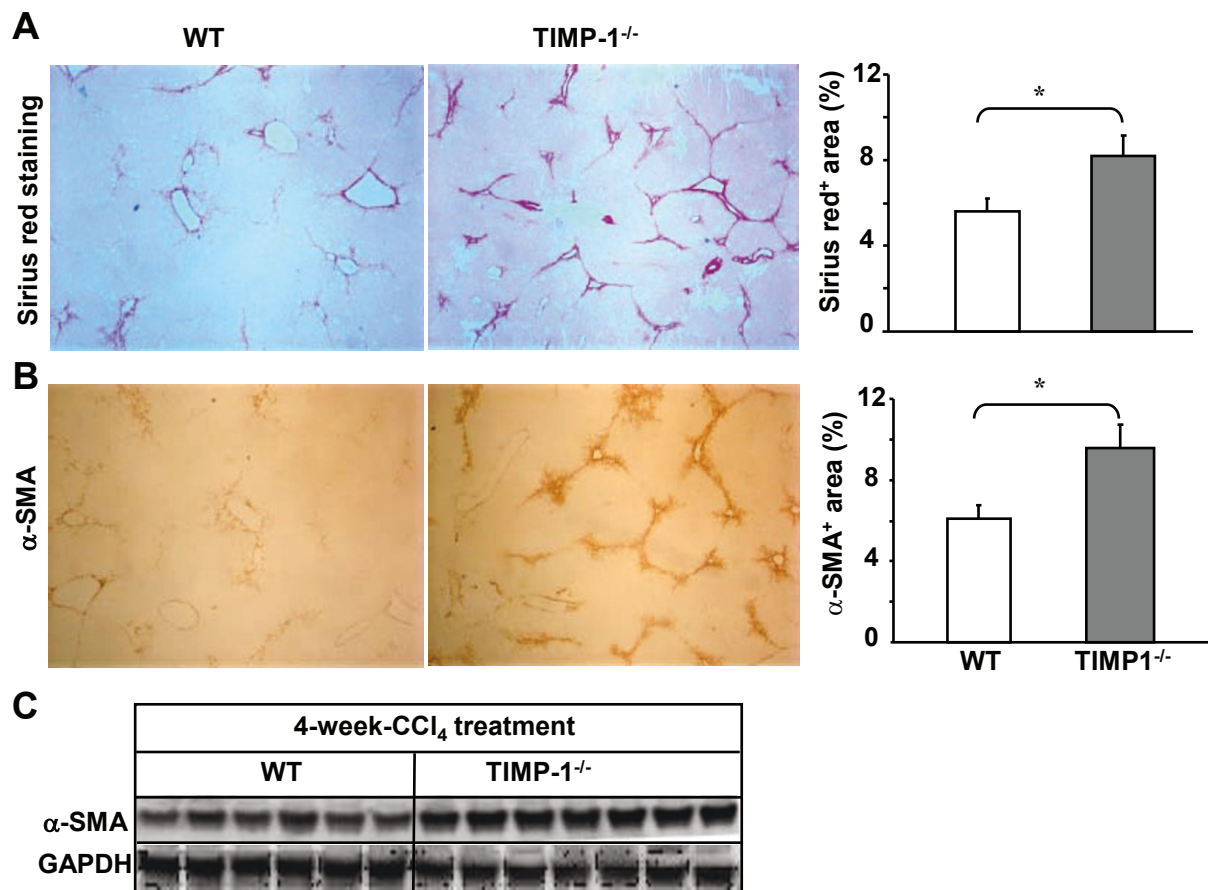 A
WT TIMP-1-/-
Sirius red staining
Sirius red+ area (%)
12
8
4
0
*
B
α-SMA
α-SMA+ area (%)
12
8
4
0
*
WT TIMP1-/-
C
4-week-CCl4 treatment
WT TIMP-1-/-
α-SMA
GAPDH